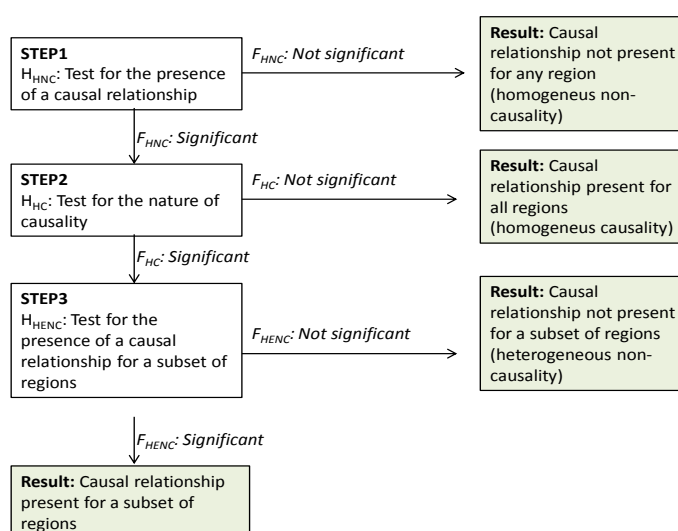 STEP1
H_HNC: Test for the presence
of a causal relationship
F_HNC: Not significant
Result: Causal
relationship not present
for any region
(homogeneus non-
causality)
F_HNC: Significant
STEP2
H_HC: Test for the nature of
causality
F_HC: Not significant
Result: Causal
relationship present for
all regions
(homogeneus causality)
F_HC: Significant
STEP3
H_HENC: Test for the
presence of a causal
relationship for a subset of
regions
F_HENC: Not significant
Result: Causal
relationship not present
for a subset of regions
(heterogeneous non-
causality)
F_HENC: Significant
Result: Causal relationship
present for a subset of
regions